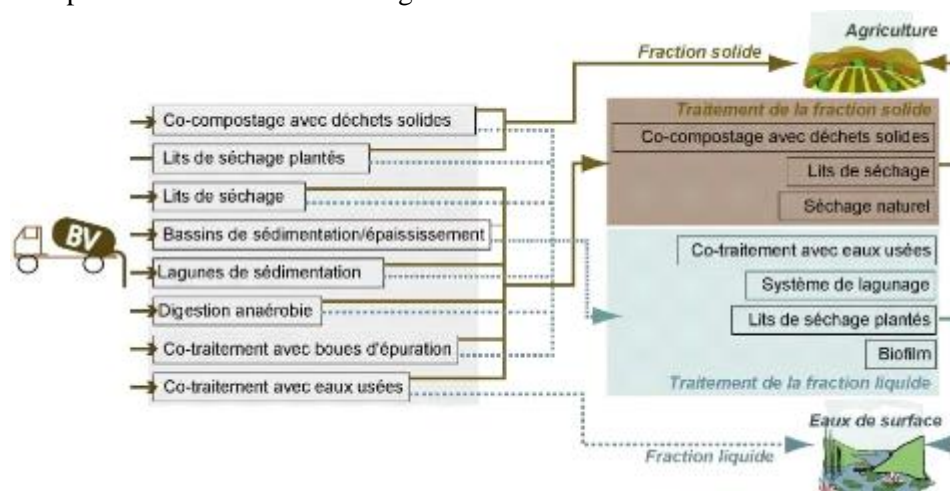 Agriculture
Fraction solide
Traitement de la fraction solide
Co-compostage avec déchets solides
Co-compostage avec déchets solides
Lits de séchage plantés
Lits de séchage
Lits de séchage
Séchage naturel
BV
Bassins de sédimentation/épaississement
Co-traitement avec eaux usées
Lagunes de sédimentation
Système de lagunage
Digestion anaérobie
Lits de séchage plantés
Co-traitement avec boues d'épuration
Biofilm
Co-traitement avec eaux usées
Traitement de la fraction liquide
Eaux de surface
Fraction liquide